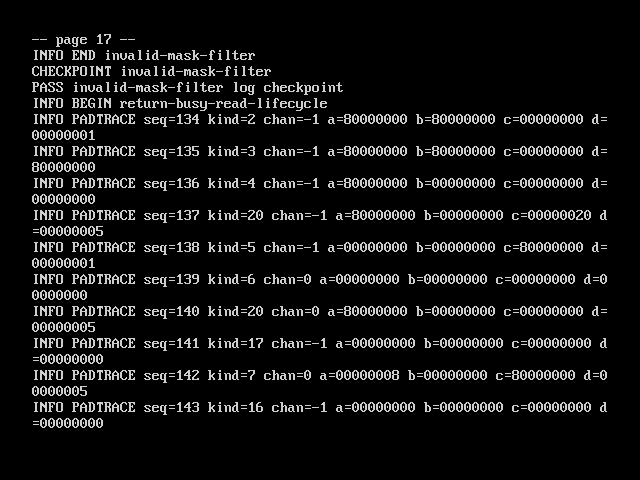 -- page 17 --
INFO END invalid-mask-filter
CHECKPOINT invalid-mask-filter
PASS invalid-mask-filter log checkpoint
INFO BEGIN return-busy-read-lifecycle
INFO PADTRACE seq=134 kind=2 chan=-1 a=80000000 b=80000000 c=00000000 d=
00000001
INFO PADTRACE seq=135 kind=3 chan=-1 a=80000000 b=80000000 c=00000000 d=
80000000
INFO PADTRACE seq=136 kind=4 chan=-1 a=80000000 b=00000000 c=00000000 d=
00000000
INFO PADTRACE seq=137 kind=20 chan=-1 a=80000000 b=00000000 c=00000020 d
=00000005
INFO PADTRACE seq=138 kind=5 chan=-1 a=00000000 b=00000000 c=80000000 d=
00000001
INFO PADTRACE seq=139 kind=6 chan=0 a=00000000 b=00000000 c=00000000 d=0
0000000
INFO PADTRACE seq=140 kind=20 chan=0 a=80000000 b=00000000 c=00000000 d=
00000005
INFO PADTRACE seq=141 kind=17 chan=-1 a=00000000 b=00000000 c=00000000 d
=00000000
INFO PADTRACE seq=142 kind=7 chan=0 a=00000008 b=00000000 c=80000000 d=0
0000005
INFO PADTRACE seq=143 kind=16 chan=-1 a=00000000 b=00000000 c=00000000 d
=00000000